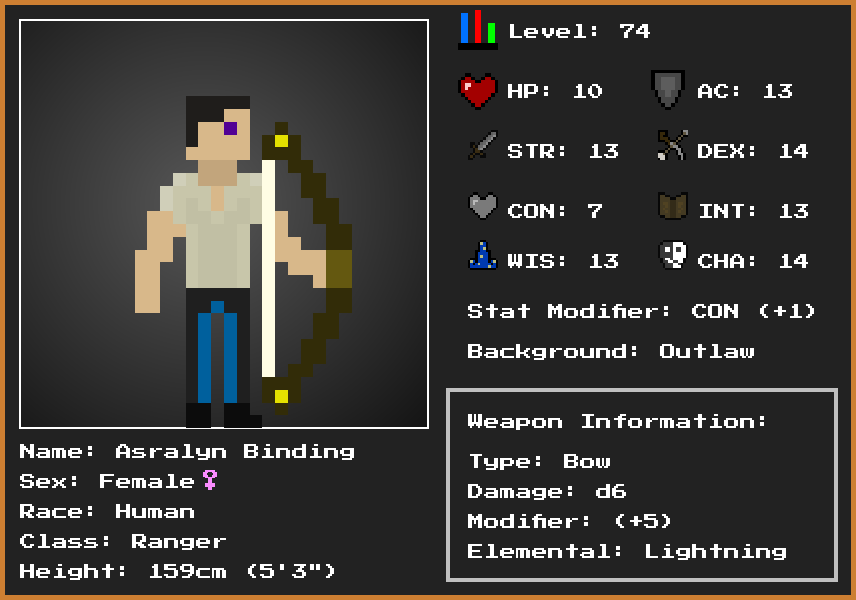 Level: 74
HP: 10
AC: 13
STR: 13
DEX: 14
CON: 7
INT: 13
WIS: 13
CHA: 14
Stat Modifier: CON (+1)
Background: Outlaw
Weapon Information:
Type: Bow
Damage: d6
Modifier: (+5)
Elemental: Lightning
Name: Asralyn Binding
Sex: Female♀
Race: Human
Class: Ranger
Height: 159cm (5'3")